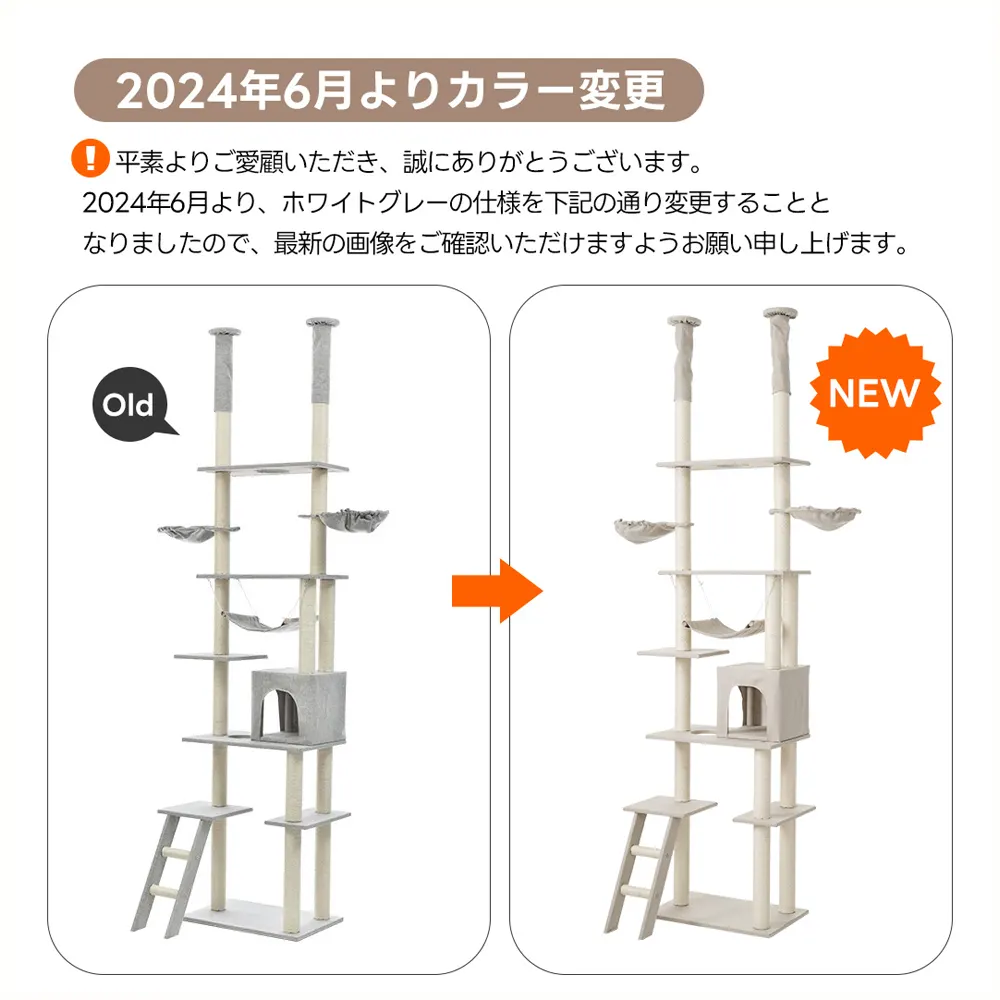 2024年6月よりカラー変更
! 平素よりご愛顧いただき、誠にありがとうございます。
2024年6月より、ホワイトグレーの仕様を下記の通り変更することと
なりましたので、最新の画像をご確認いただけますようお願い申し上げます。
Old
NEW